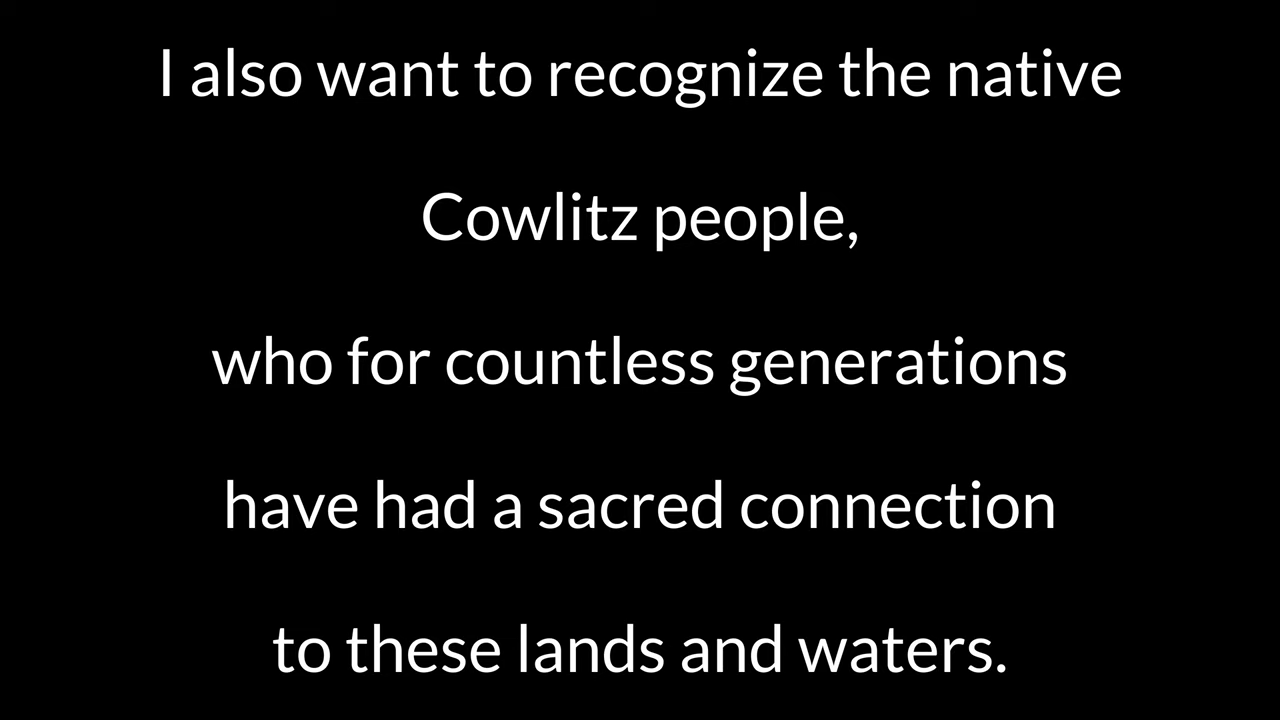 I also want to recognize the native
Cowlitz people,
who for countless generations
have had a sacred connection
to these lands and waters.